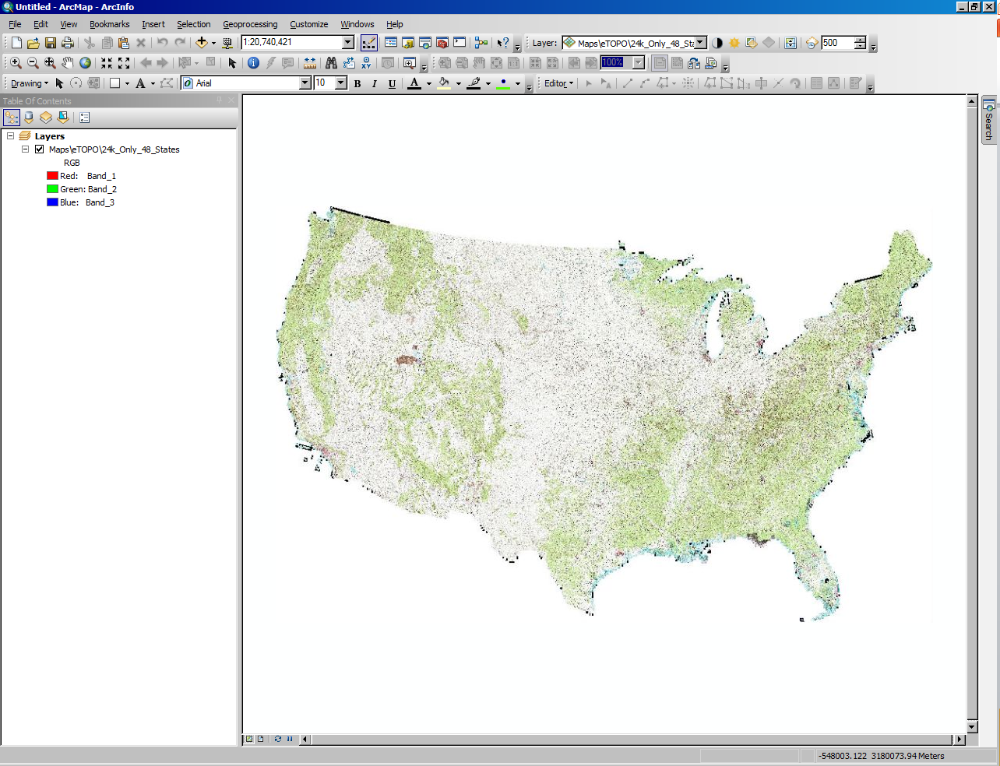 Untitled - ArcMap - ArcInfo
File Edit View Bookmarks Insert Selection Geoprocessing Customize Windows Help
1:20,740,421 Layer: Maps\eTOPO\24k_Only_48_Sta 500
100%
Drawing Arial 10 B I U A Editor
Table Of Contents
Layers
Maps\eTOPO\24k_Only_48_States
RGB
Red: Band_1
Green: Band_2
Blue: Band_3
Search
-548003.122 3180073.94 Meters